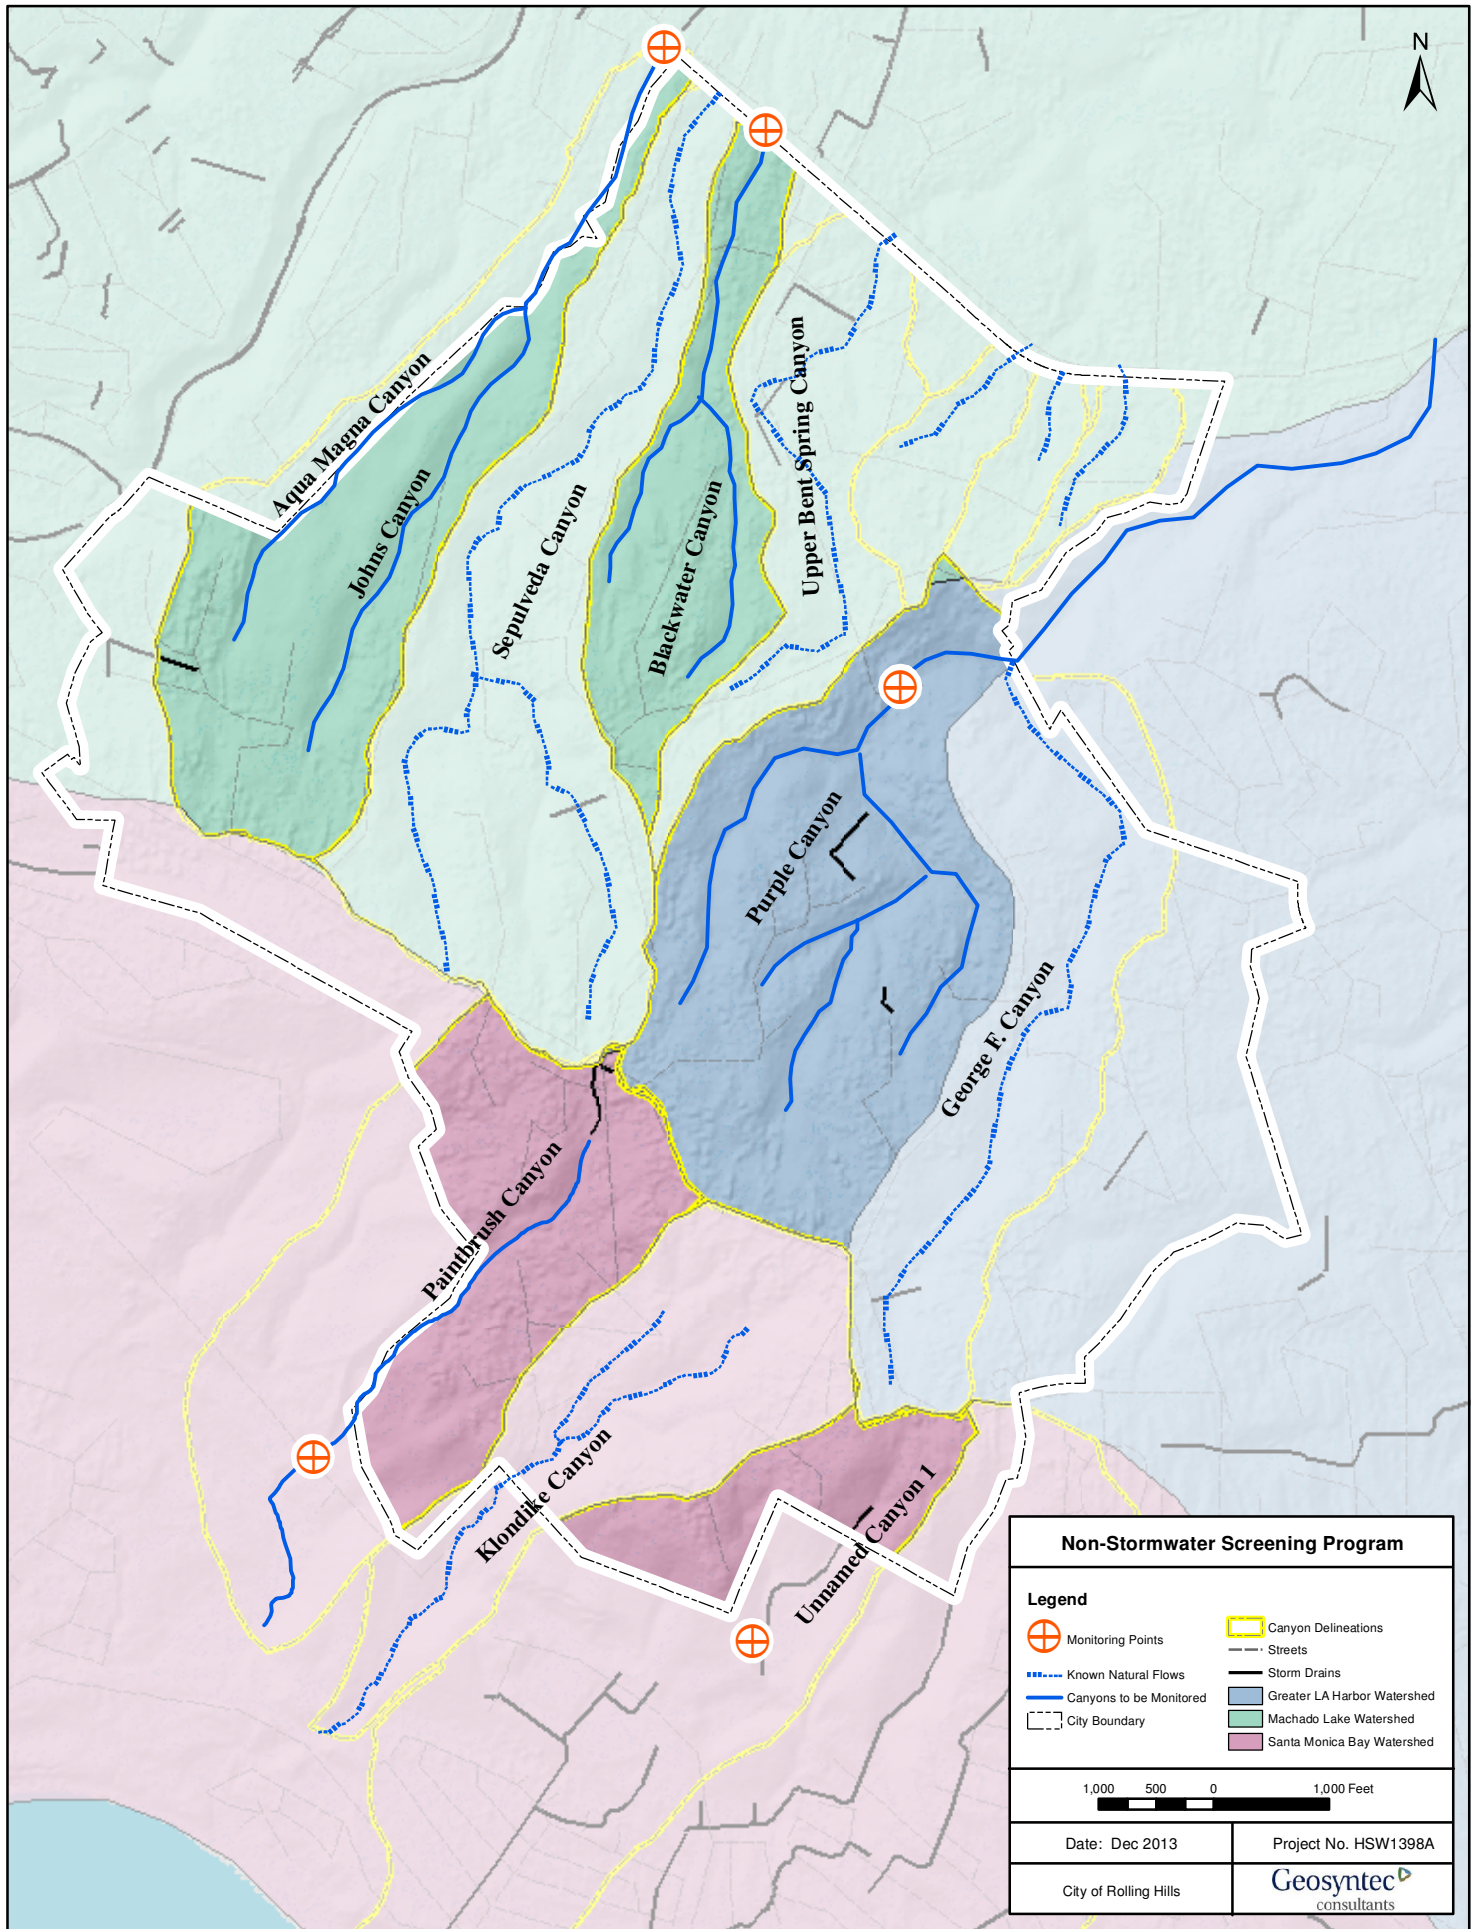 N
Aqua Magna Canyon
Johns Canyon
Sepulveda Canyon
Blackwater Canyon
Upper Bent Spring Canyon
Purple Canyon
George F. Canyon
Paintbrush Canyon
Klondike Canyon
Unnamed Canyon 1
Non-Stormwater Screening Program
Legend
Monitoring Points
Known Natural Flows
Canyons to be Monitored
City Boundary
Canyon Delineations
Streets
Storm Drains
Greater LA Harbor Watershed
Machado Lake Watershed
Santa Monica Bay Watershed
1,000 500 0 1,000 Feet
Date: Dec 2013
Project No. HSW1398A
City of Rolling Hills
Geosyntec
consultants